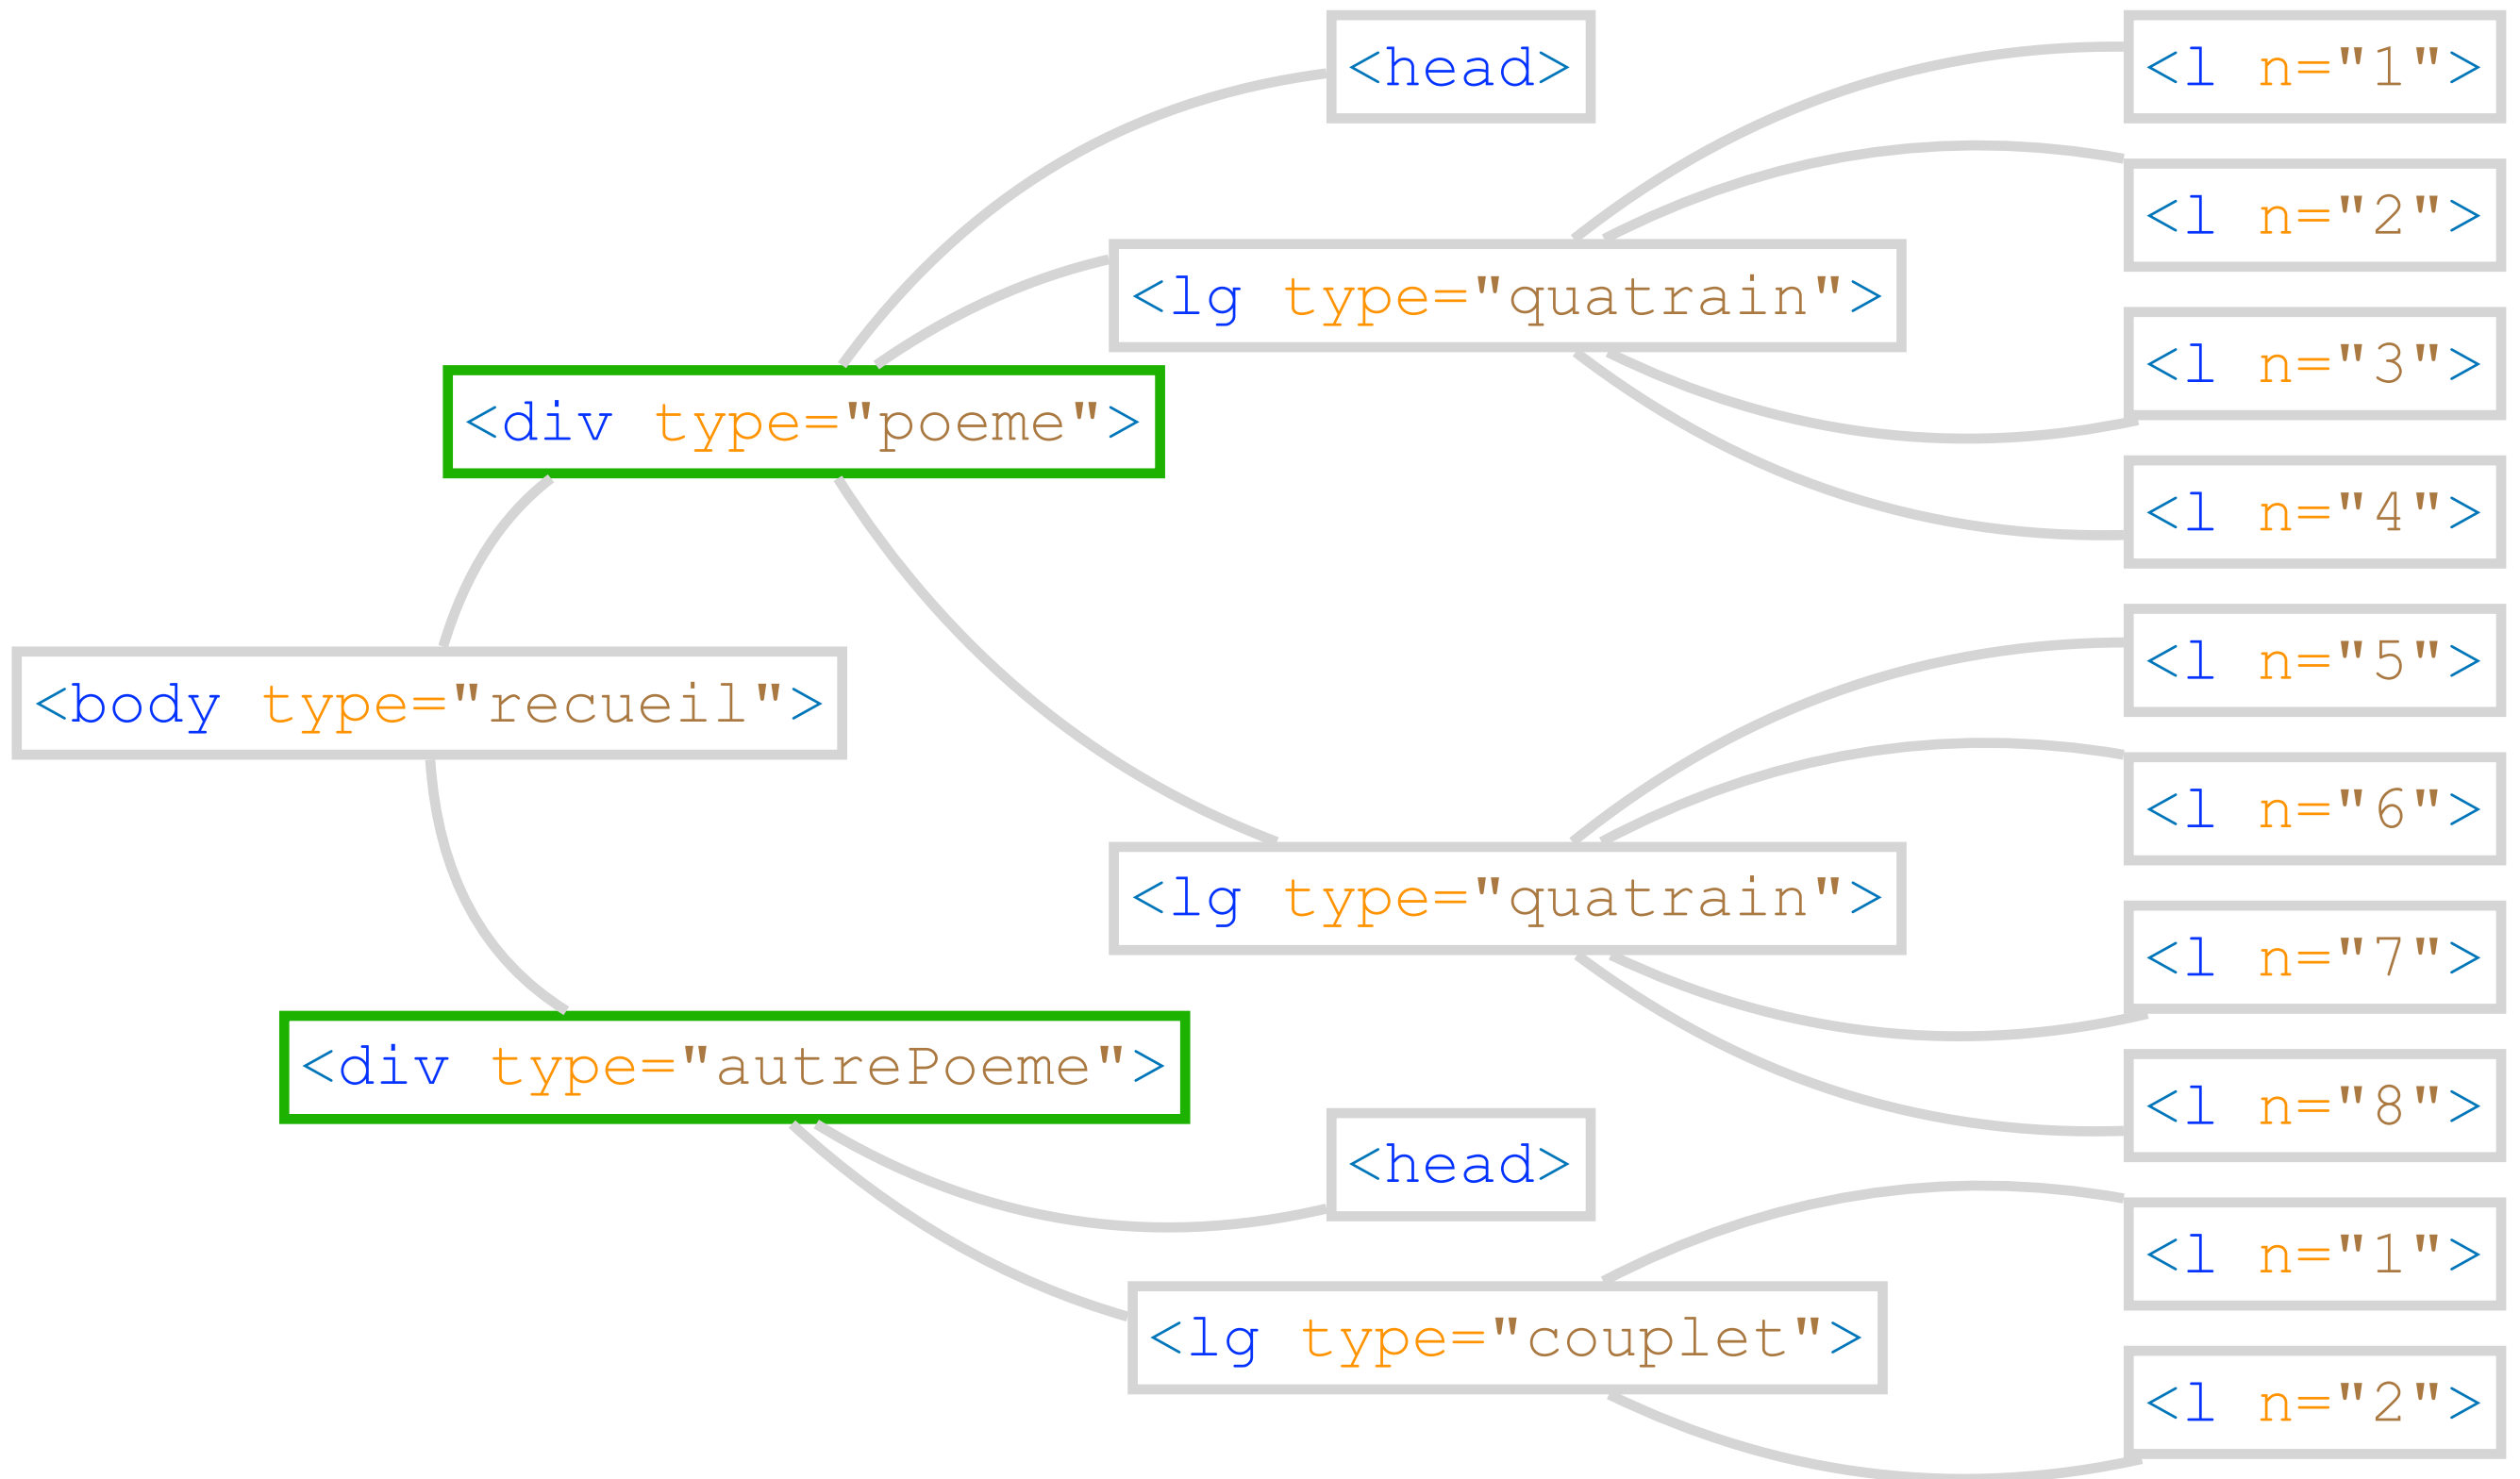 <head>
<l n="1">
<l n="2">
<lg type="quatrain">
<l n="3">
<div type="poeme">
<l n="4">
<l n="5">
<body type="recueil">
<l n="6">
<lg type="quatrain">
<l n="7">
<div type="autrePoeme">
<l n="8">
<head>
<l n="1">
<lg type="couplet">
<l n="2">